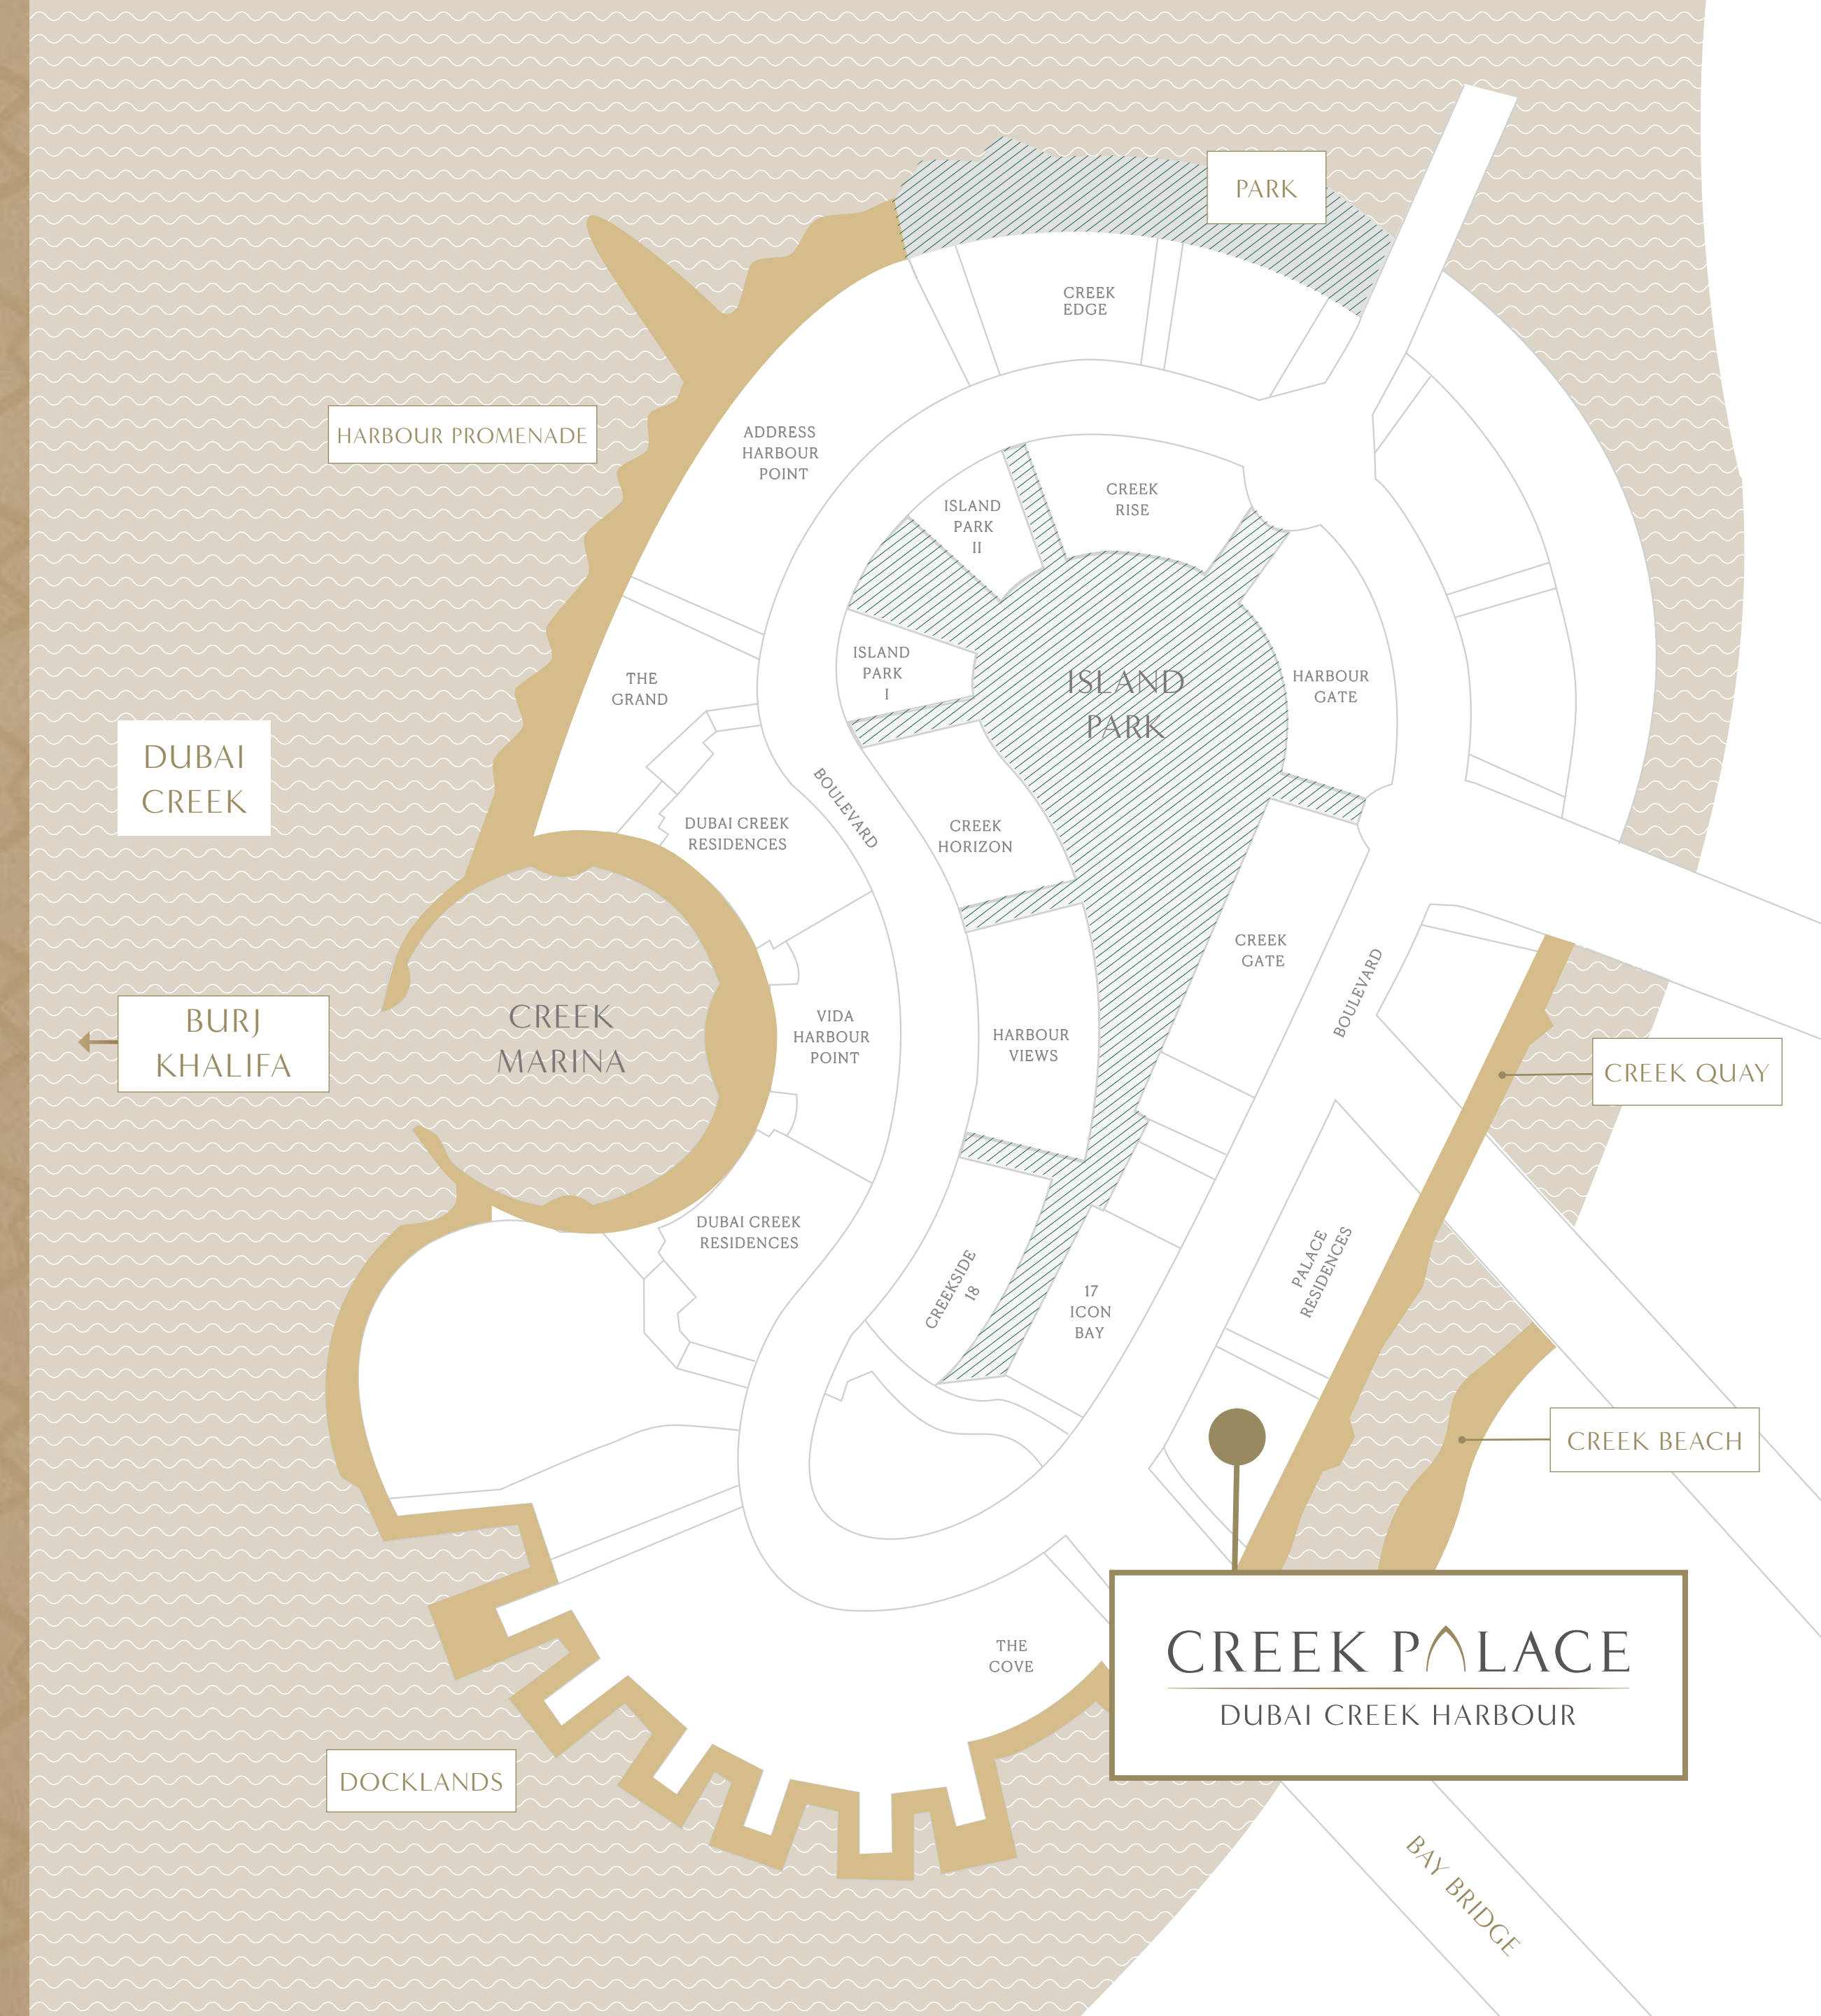 PARK
CREEK
EDGE
HARBOUR PROMENADE
ADDRESS
HARBOUR
POINT
ISLAND
PARK
II
CREEK
RISE
ISLAND
PARK
I
ISLAND
PARK
HARBOUR
GATE
THE
GRAND
DUBAI
CREEK
BOULEVARD
DUBAI CREEK
RESIDENCES
CREEK
HORIZON
CREEK
GATE
BOULEVARD
BURJ
KHALIFA
CREEK
MARINA
VIDA
HARBOUR
POINT
HARBOUR
VIEWS
CREEK QUAY
DUBAI CREEK
RESIDENCES
CREEKSIDE
18
17
ICON
BAY
PALACE
RESIDENCES
CREEK BEACH
THE
COVE
CREEK PALACE
DUBAI CREEK HARBOUR
DOCKLANDS
BAY BRIDGE